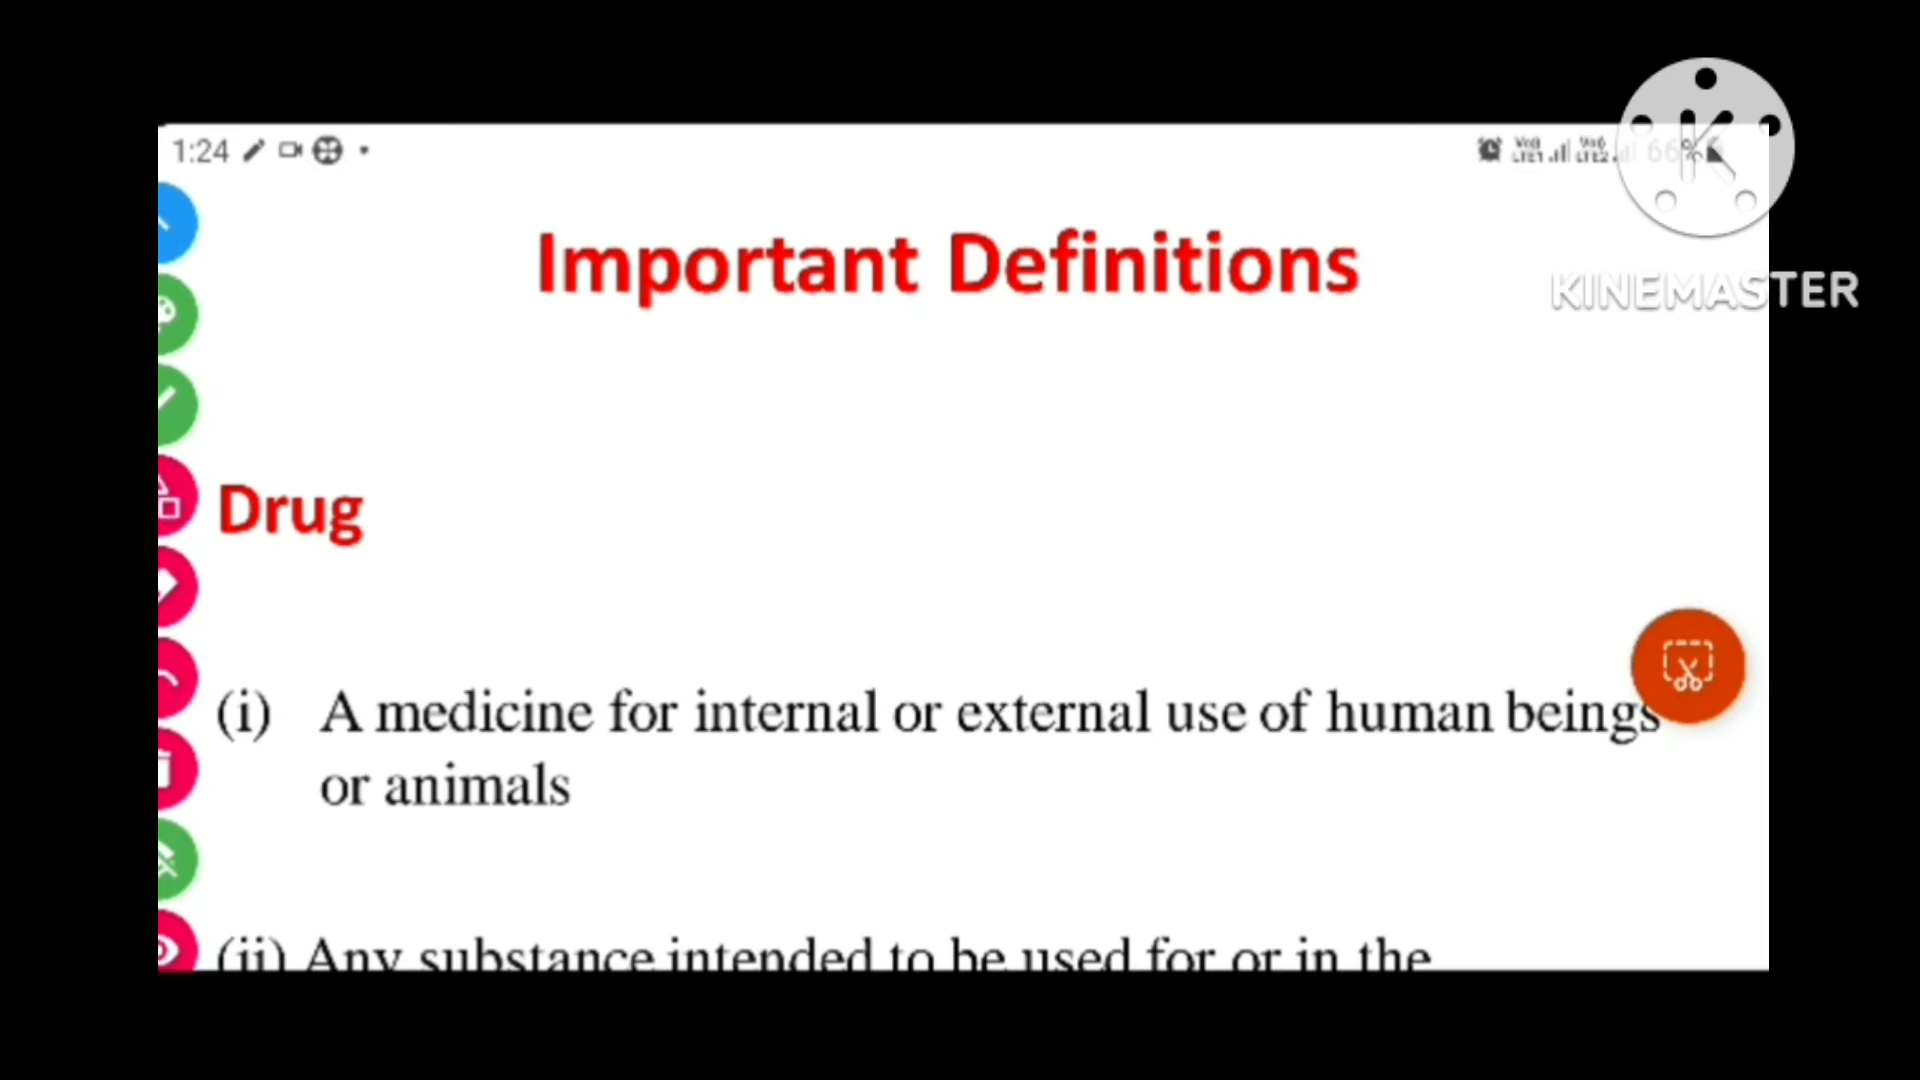 1:24
66%
KINEMASTER
Important Definitions
Drug
(i) A medicine for internal or external use of human beings
or animals
(ii) Any substance intended to be used for or in the